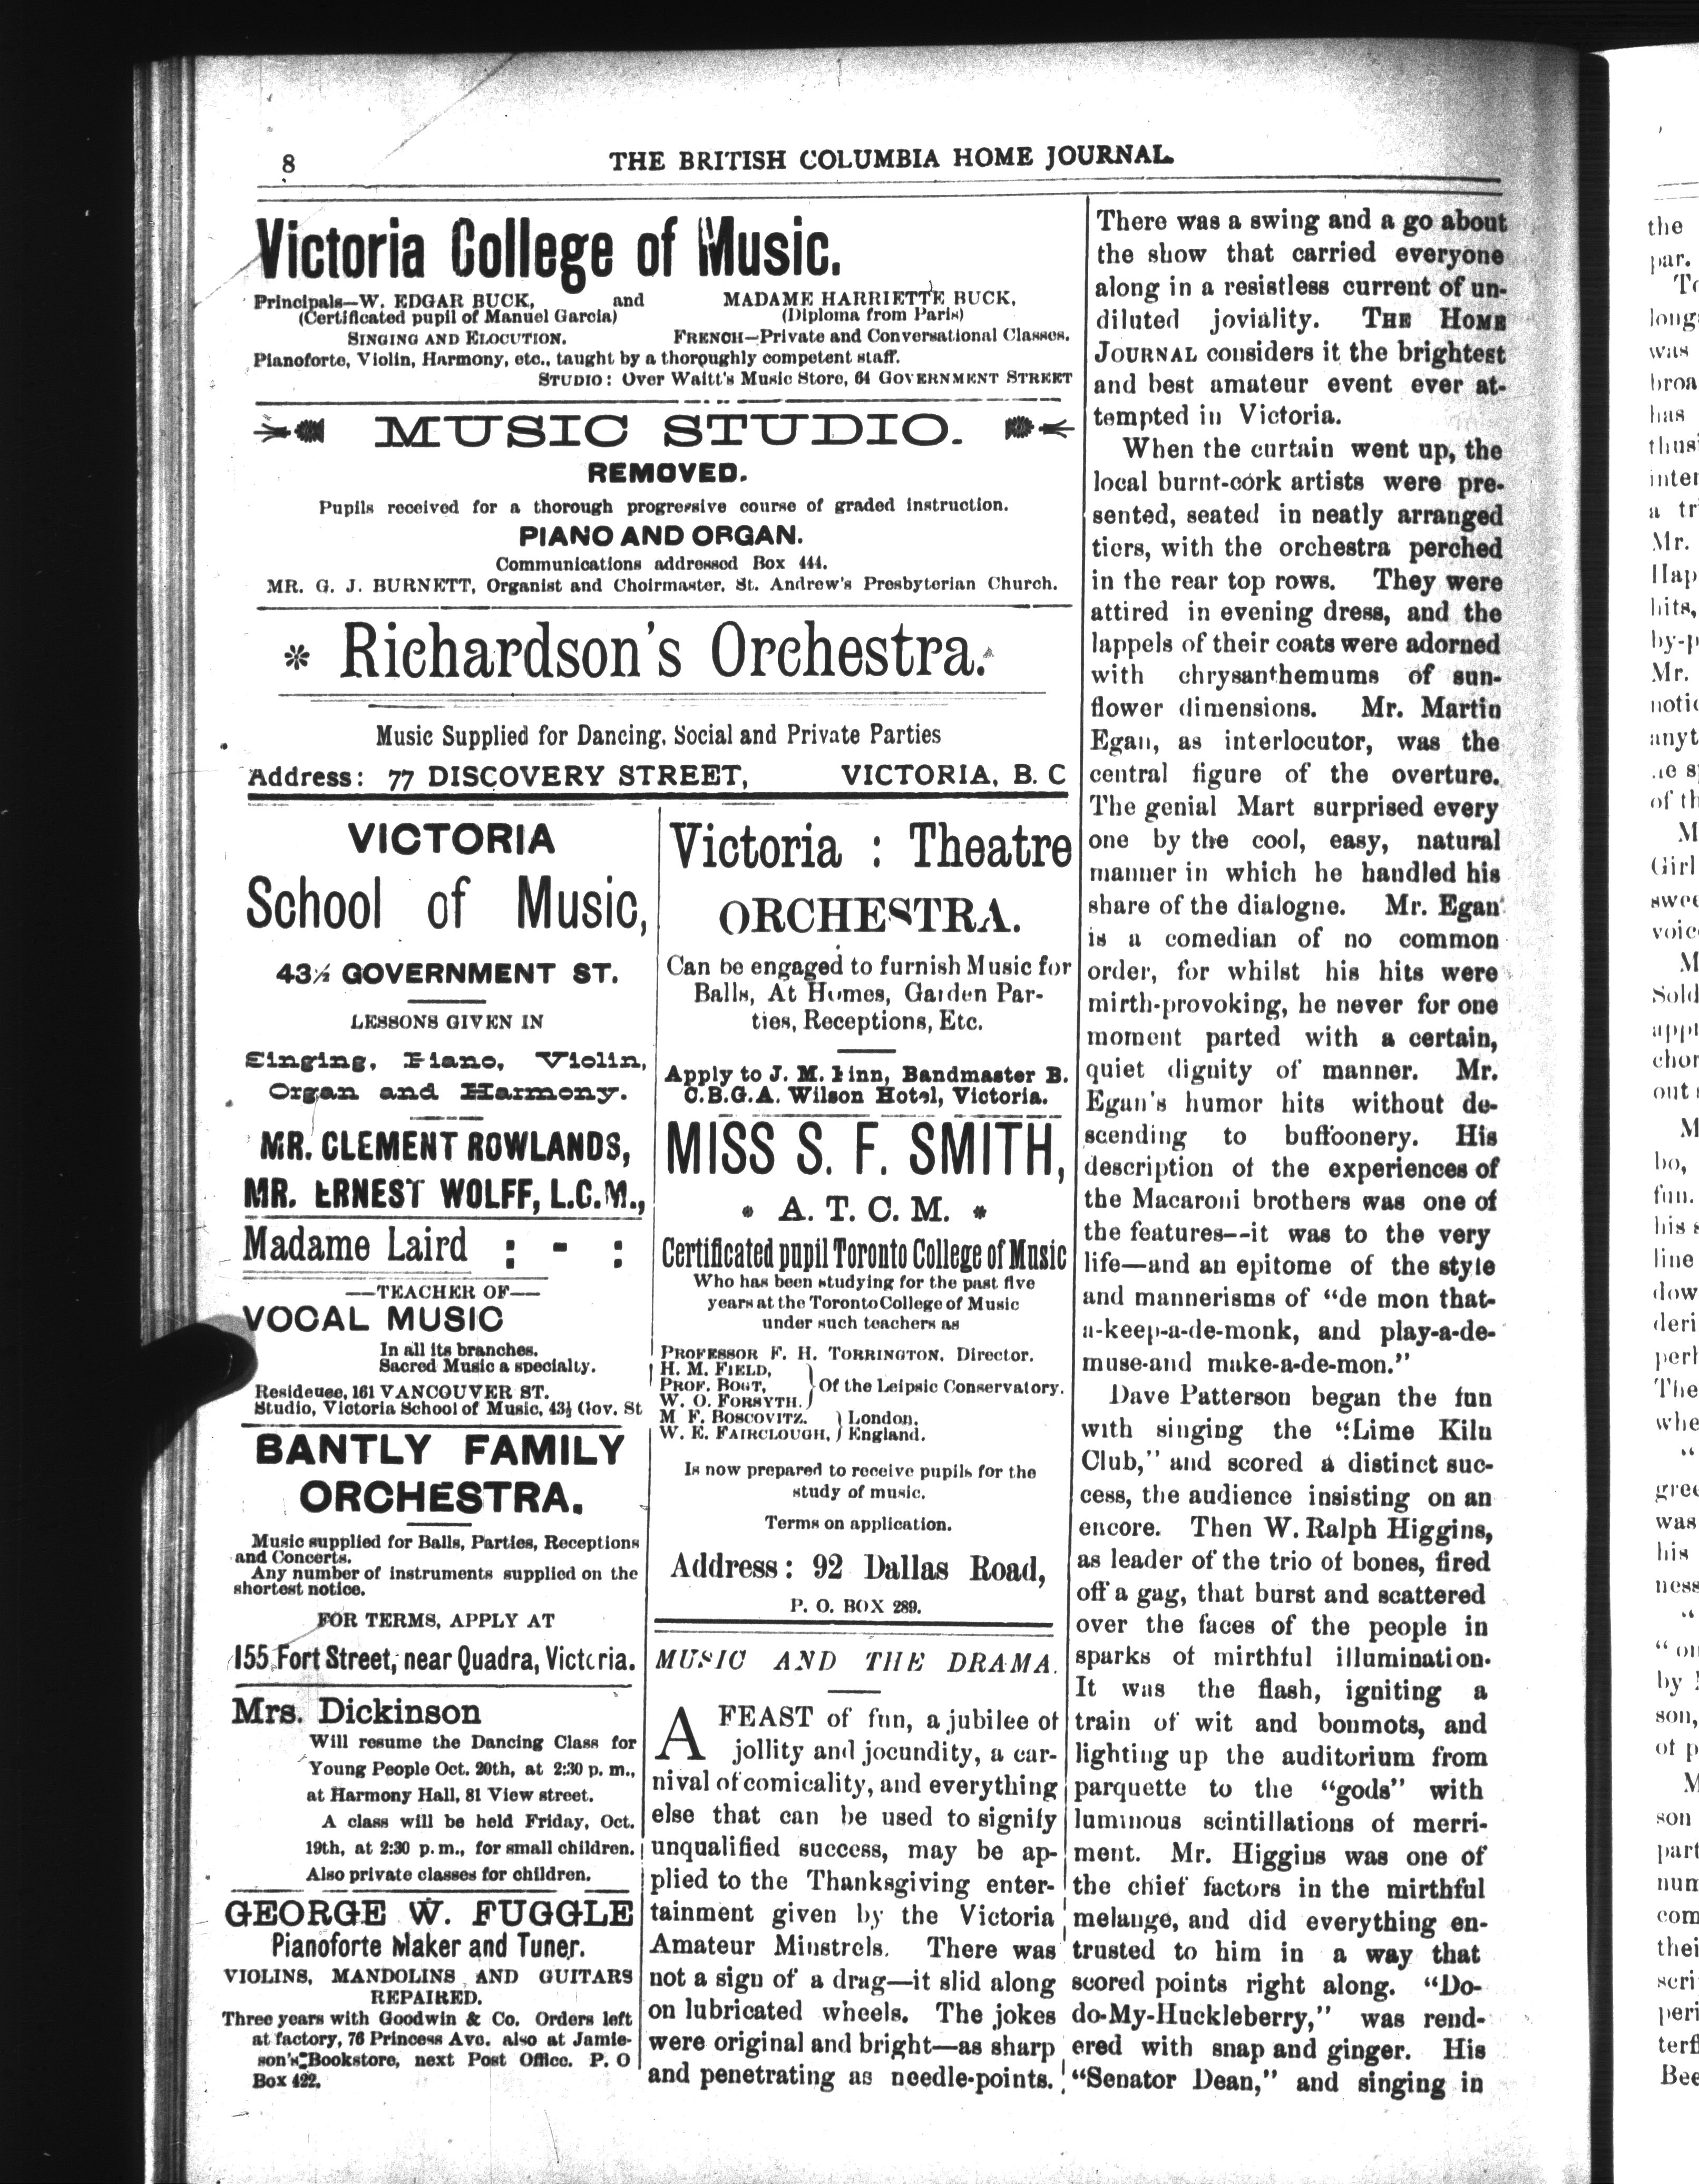 8
THE BRITISH COLUMBIA HOME JOURNAL.
Victoria College of Music.
Principals—W. EDGAR BUCK, and MADAME HARRIETTE BUCK,
(Certificated pupil of Manuel Garcia) (Diploma from Paris)
SINGING AND ELOCUTION. FRENCH—Private and Conversational Classes.
Pianoforte, Violin, Harmony, etc., taught by a thoroughly competent staff.
STUDIO: Over Waitt's Music Store, 64 GOVERNMENT STREET
MUSIC STUDIO.
REMOVED.
Pupils received for a thorough progressive course of graded instruction.
PIANO AND ORGAN.
Communications addressed Box 444.
MR. G. J. BURNETT, Organist and Choirmaster, St. Andrew's Presbyterian Church.
* Richardson's Orchestra.
Music Supplied for Dancing, Social and Private Parties
Address: 77 DISCOVERY STREET, VICTORIA, B. C
VICTORIA
School of Music,
43½ GOVERNMENT ST.
LESSONS GIVEN IN
Singing, Piano, Violin,
Organ and Harmony.
MR. CLEMENT ROWLANDS,
MR. ERNEST WOLFF, L.C.M.,
Madame Laird : - :
—TEACHER OF—
VOCAL MUSIC
In all its branches.
Sacred Music a specialty.
Residence, 161 VANCOUVER ST.
Studio, Victoria School of Music, 43½ Gov. St
BANTLY FAMILY
ORCHESTRA.
Music supplied for Balls, Parties, Receptions
and Concerts.
Any number of instruments supplied on the
shortest notice.
FOR TERMS, APPLY AT
155 Fort Street, near Quadra, Victoria.
Mrs. Dickinson
Will resume the Dancing Class for
Young People Oct. 20th, at 2:30 p. m.,
at Harmony Hall, 81 View street.
A class will be held Friday, Oct.
19th, at 2:30 p. m., for small children.
Also private classes for children.
GEORGE W. FUGGLE
Pianoforte Maker and Tuner.
VIOLINS, MANDOLINS AND GUITARS
REPAIRED.
Three years with Goodwin & Co. Orders left
at factory, 76 Princess Ave. also at Jamie-
son's Bookstore, next Post Office. P. O
Box 422.
Victoria : Theatre
ORCHESTRA.
Can be engaged to furnish Music for
Balls, At Homes, Garden Par-
ties, Receptions, Etc.
Apply to J. M. Finn, Bandmaster B.
C.B.G.A. Wilson Hotel, Victoria.
MISS S. F. SMITH,
* A. T. C. M. *
Certificated pupil Toronto College of Music
Who has been studying for the past five
years at the Toronto College of Music
under such teachers as
PROFESSOR F. H. TORRINGTON, Director.
H. M. FIELD,
PROF. BOHT, } Of the Leipsic Conservatory.
W. O. FORSYTH.
M F. BOSCOVITZ. } London,
W. E. FAIRCLOUGH, } England.
Is now prepared to receive pupils for the
study of music.
Terms on application.
Address: 92 Dallas Road,
P. O. BOX 289.
MUSIC AND THE DRAMA.
A FEAST of fun, a jubilee of
jollity and jocundity, a car-
nival of comicality, and everything
else that can be used to signify
unqualified success, may be ap-
plied to the Thanksgiving enter-
tainment given by the Victoria
Amateur Minstrels. There was
not a sign of a drag—it slid along
on lubricated wheels. The jokes
were original and bright—as sharp
and penetrating as needle-points.
There was a swing and a go about
the show that carried everyone
along in a resistless current of un-
diluted joviality. THE HOME
JOURNAL considers it the brightest
and best amateur event ever at-
tempted in Victoria.
When the curtain went up, the
local burnt-cork artists were pre-
sented, seated in neatly arranged
tiers, with the orchestra perched
in the rear top rows. They were
attired in evening dress, and the
lappels of their coats were adorned
with chrysanthemums of sun-
flower dimensions. Mr. Martin
Egan, as interlocutor, was the
central figure of the overture.
The genial Mart surprised every
one by the cool, easy, natural
manner in which he handled his
share of the dialogne. Mr. Egan
is a comedian of no common
order, for whilst his hits were
mirth-provoking, he never for one
moment parted with a certain,
quiet dignity of manner. Mr.
Egan's humor hits without de-
scending to buffoonery. His
description of the experiences of
the Macaroni brothers was one of
the features--it was to the very
life—and an epitome of the style
and mannerisms of "de mon that-
a-keep-a-de-monk, and play-a-de-
muse-and make-a-de-mon."
Dave Patterson began the fun
with singing the "Lime Kiln
Club," and scored a distinct suc-
cess, the audience insisting on an
encore. Then W. Ralph Higgins,
as leader of the trio of bones, fired
off a gag, that burst and scattered
over the faces of the people in
sparks of mirthful illumination.
It was the flash, igniting a
train of wit and bonmots, and
lighting up the auditorium from
parquette to the "gods" with
luminous scintillations of merri-
ment. Mr. Higgins was one of
the chief factors in the mirthful
melange, and did everything en-
trusted to him in a way that
scored points right along. "Do-
do-My-Huckleberry," was rend-
ered with snap and ginger. His
"Senator Dean," and singing in